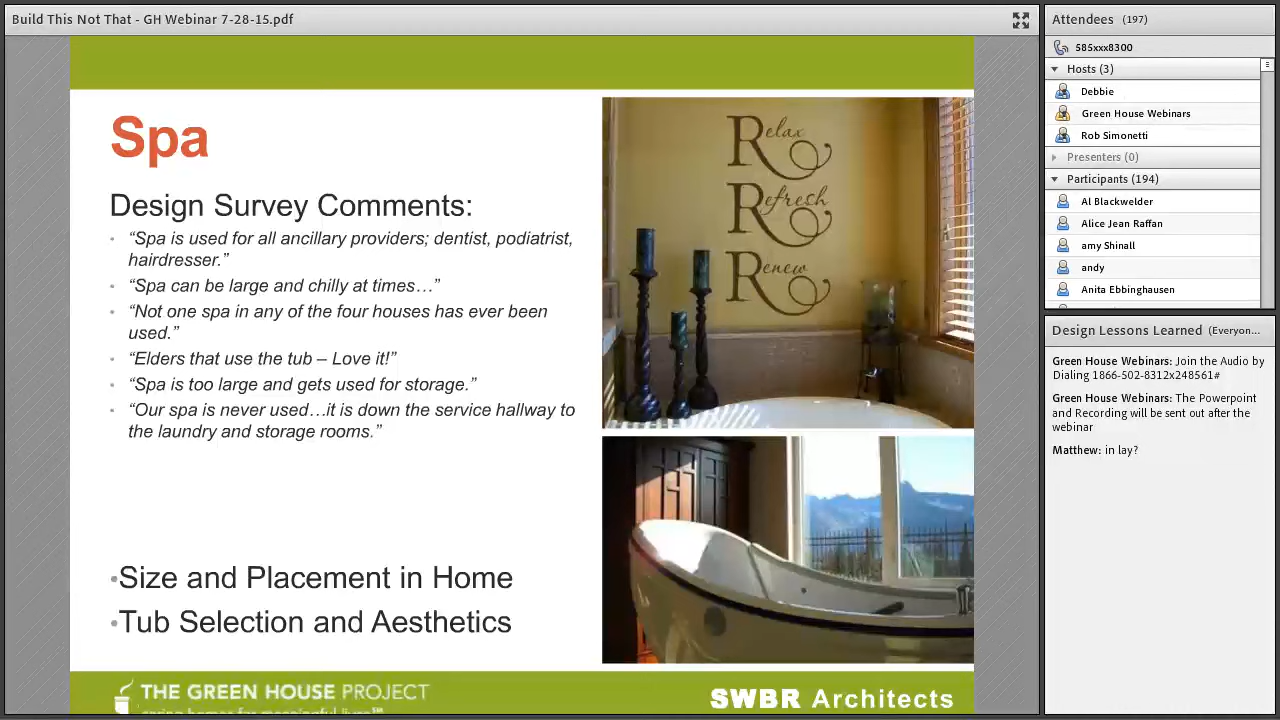 Build This Not That - GH Webinar 7-28-15.pdf
Spa
Design Survey Comments:
“Spa is used for all ancillary providers; dentist, podiatrist,
hairdresser.”
“Spa can be large and chilly at times…”
“Not one spa in any of the four houses has ever been
used.”
“Elders that use the tub – Love it!”
“Spa is too large and gets used for storage.”
“Our spa is never used…it is down the service hallway to
the laundry and storage rooms.”
•Size and Placement in Home
•Tub Selection and Aesthetics
Relax
Refresh
Renew
THE GREEN HOUSE PROJECT
caring homes for meaningful lives℠
SWBR Architects
Attendees (197)
585xxx8300
Hosts (3)
Debbie
Green House Webinars
Rob Simonetti
Presenters (0)
Participants (194)
Al Blackwelder
Alice Jean Raffan
amy Shinall
andy
Anita Ebbinghausen
Design Lessons Learned (Everyon...
Green House Webinars: Join the Audio by
Dialing 1866-502-8312x248561#
Green House Webinars: The Powerpoint
and Recording will be sent out after the
webinar
Matthew: in lay?